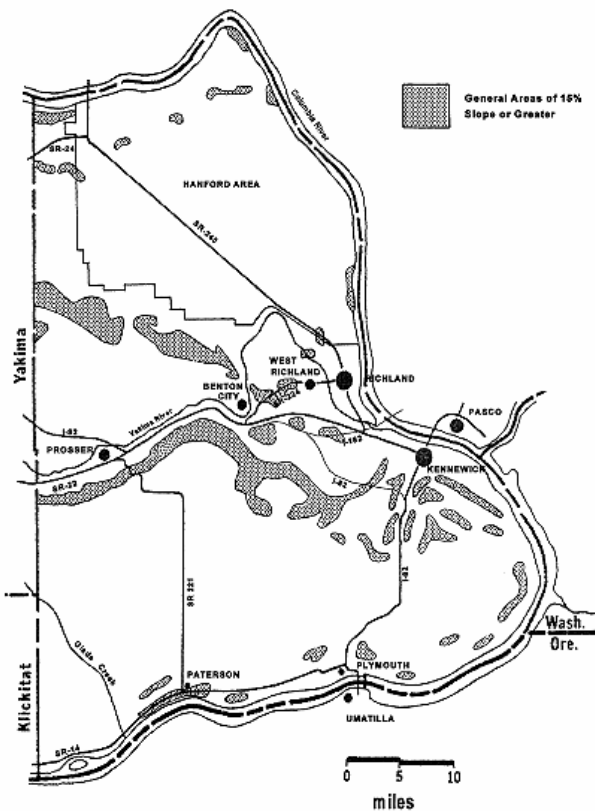 General Areas of 15%
Slope or Greater
Columbia River
SR-24
HANFORD AREA
SR-240
Yakima
WEST
RICHLAND
RICHLAND
BENTON
CITY
SR-224
PASCO
Yakima River
I-82
I-182
PROSSER
KENNEWICK
I-82
SR-22
I-82
SR 221
Wash.
Ore.
Glade Creek
PLYMOUTH
PATERSON
Klickitat
UMATILLA
SR-14
0 5 10
miles